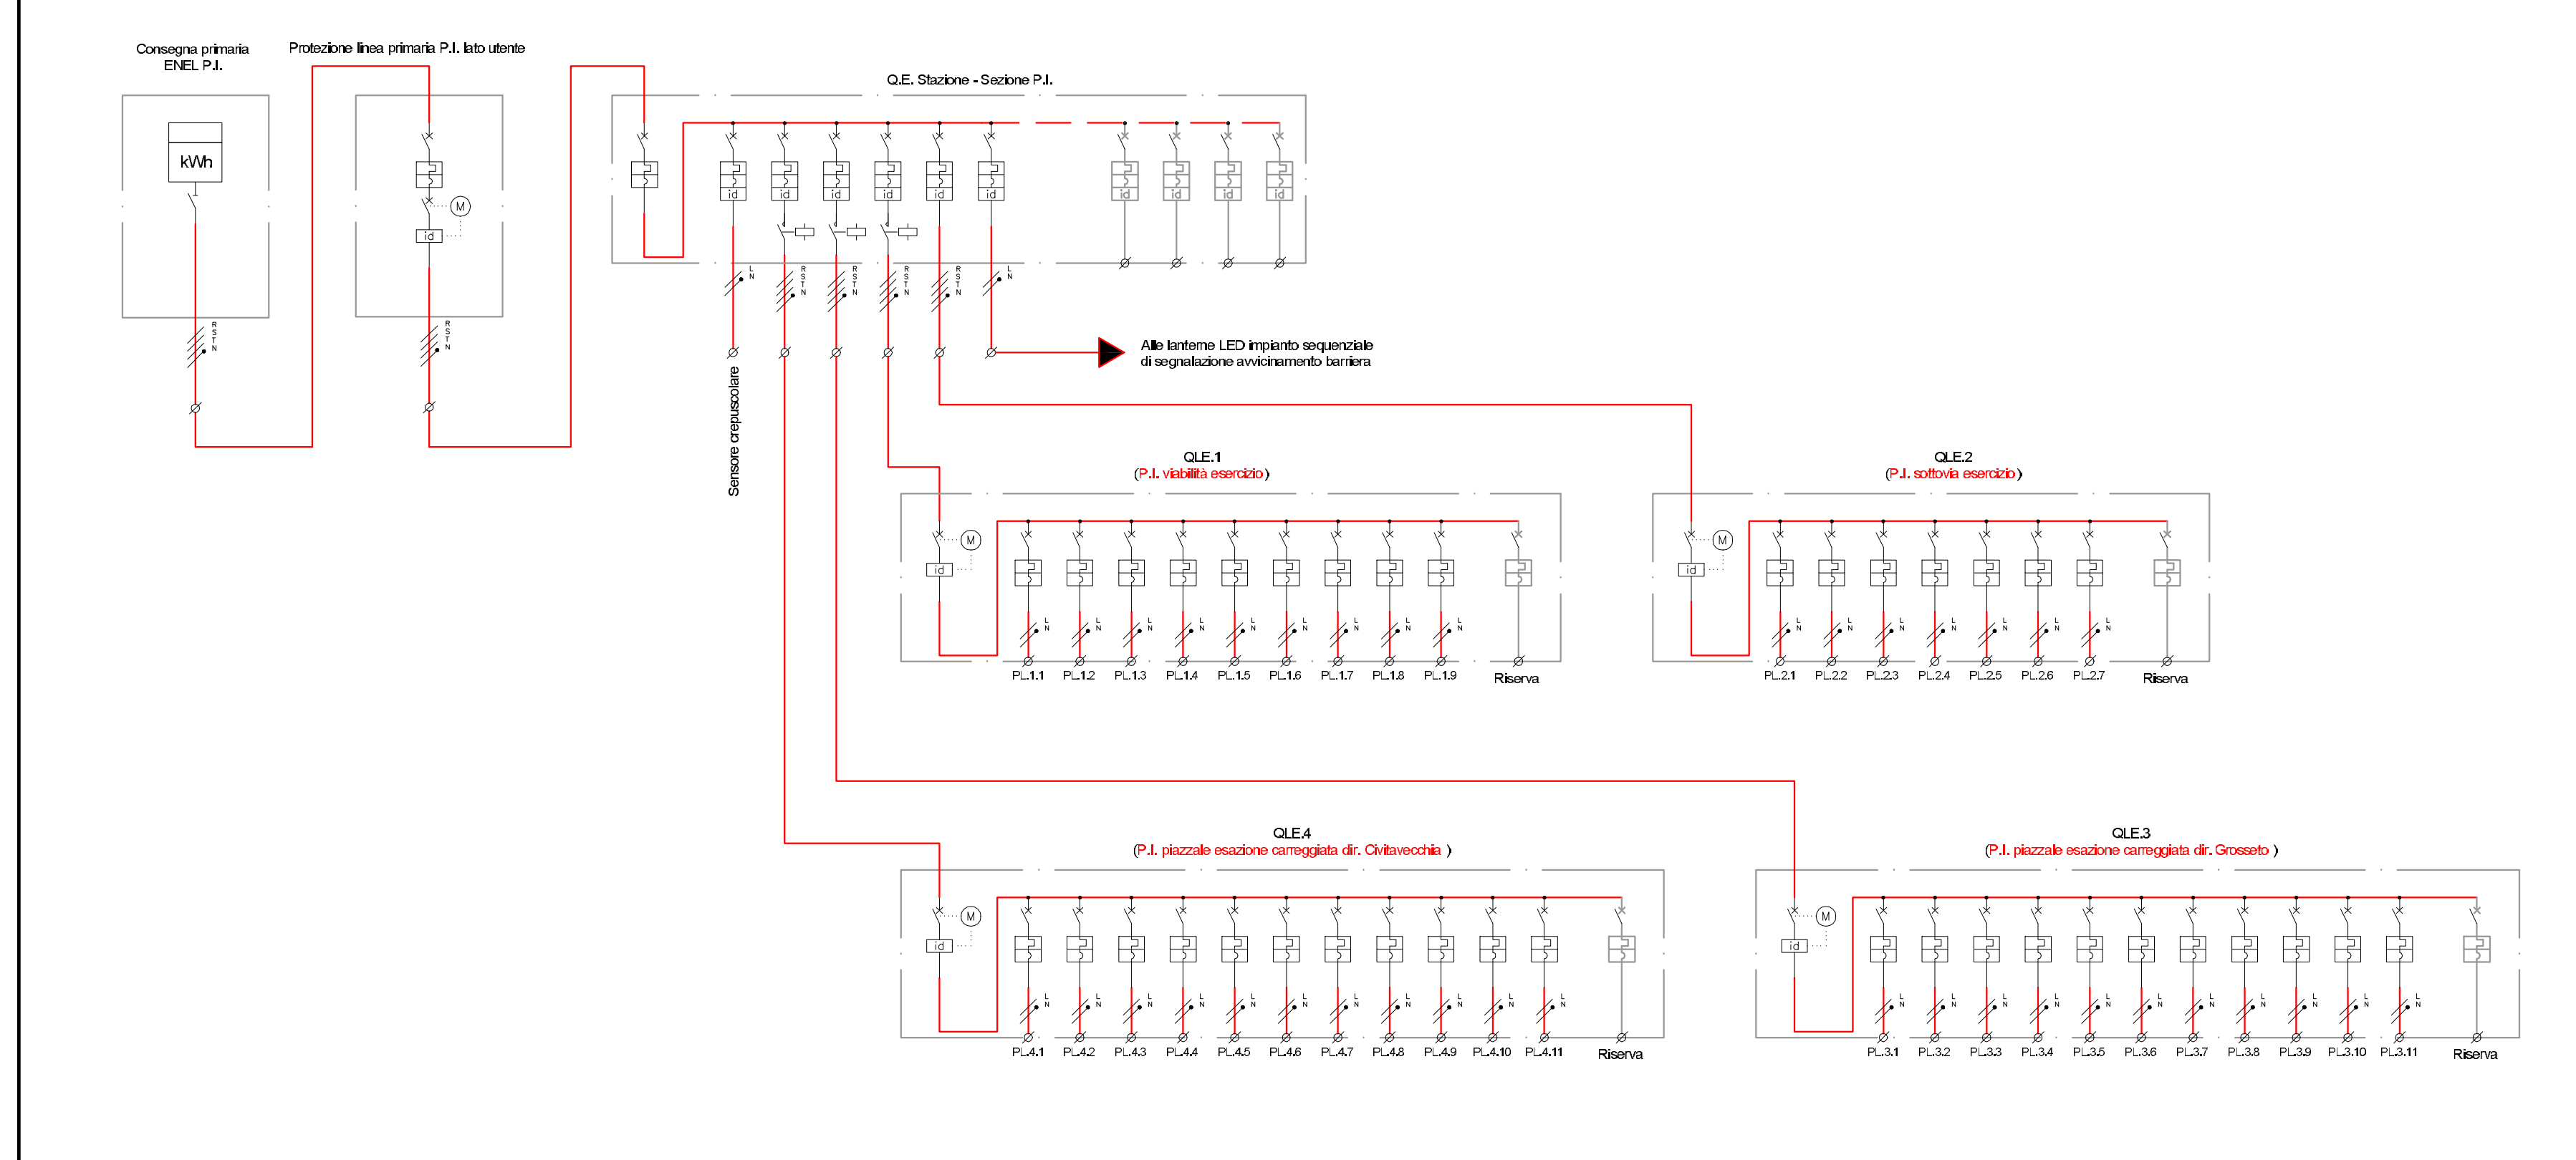 Consegna primaria
ENEL P.I.
Protezione linea primaria P.I. lato utente
Q.E. Stazione - Sezione P.I.
kWh
M
id
id
id
id
id
id
id
id
id
id
id
R
S
T
N
R
S
T
N
L
N
R
S
T
N
R
S
T
N
R
S
T
N
R
S
T
N
L
N
Sensore crepuscolare
Alle lanterne LED impianto sequenziale
di segnalazione avvicinamento barriera
QLE.1
(P.I. viabilità esercizio)
M
id
L
N
L
N
L
N
L
N
L
N
L
N
L
N
L
N
L
N
PL.1.1 PL.1.2 PL.1.3 PL.1.4 PL.1.5 PL.1.6 PL.1.7 PL.1.8 PL.1.9 Riserva
QLE.2
(P.I. sottovia esercizio)
M
id
L
N
L
N
L
N
L
N
L
N
L
N
L
N
PL.2.1 PL.2.2 PL.2.3 PL.2.4 PL.2.5 PL.2.6 PL.2.7 Riserva
QLE.4
(P.I. piazzale esazione carreggiata dir. Civitavecchia )
M
id
L
N
L
N
L
N
L
N
L
N
L
N
L
N
L
N
L
N
L
N
L
N
PL.4.1 PL.4.2 PL.4.3 PL.4.4 PL.4.5 PL.4.6 PL.4.7 PL.4.8 PL.4.9 PL.4.10 PL.4.11 Riserva
QLE.3
(P.I. piazzale esazione carreggiata dir. Grosseto )
M
id
L
N
L
N
L
N
L
N
L
N
L
N
L
N
L
N
L
N
L
N
L
N
PL.3.1 PL.3.2 PL.3.3 PL.3.4 PL.3.5 PL.3.6 PL.3.7 PL.3.8 PL.3.9 PL.3.10 PL.3.11 Riserva